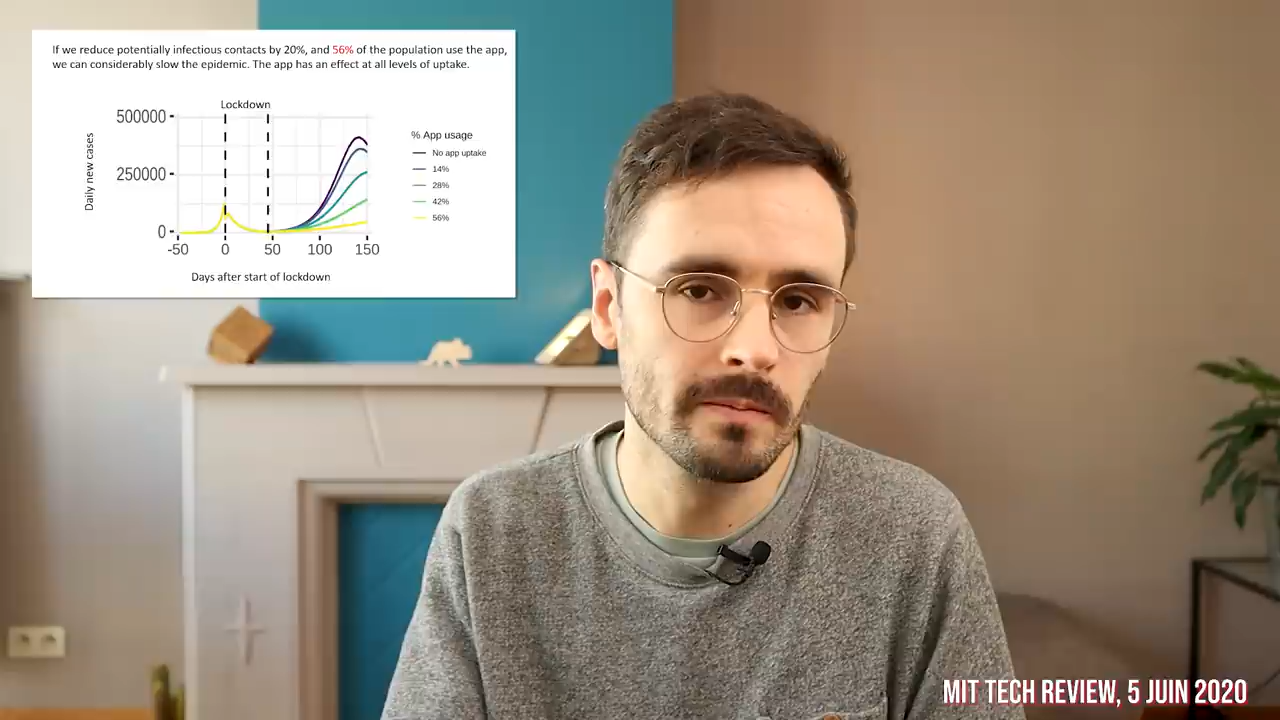 If we reduce potentially infectious contacts by 20%, and 56% of the population use the app,
we can considerably slow the epidemic. The app has an effect at all levels of uptake.
Lockdown
500000
250000
0
Daily new cases
-50 0 50 100 150
Days after start of lockdown
% App usage
No app uptake
14%
28%
42%
56%
MIT TECH REVIEW, 5 JUIN 2020